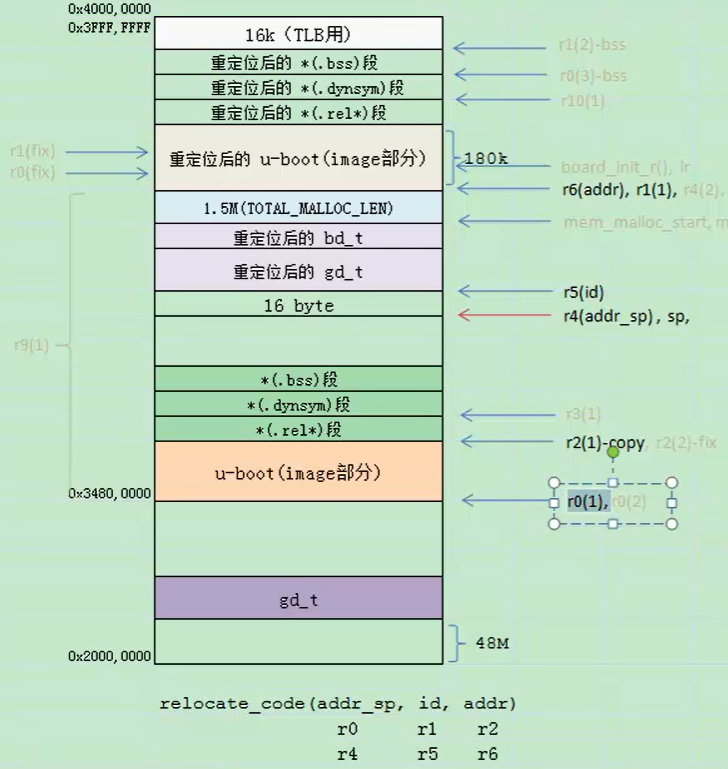 0x4000,0000
0x3FFF,FFFF
16k（TLB用）
r1(2)-bss
重定位后的 *(.bss)段
r0(3)-bss
重定位后的 *(.dynsym)段
r10(1)
重定位后的 *(.rel*)段
r1(fix)
重定位后的 u-boot(image部分)
180k
r0(fix)
board_init_r(), lr
r6(addr), r1(1), r4(2).
1.5M(TOTAL_MALLOC_LEN)
mem_malloc_start, m
重定位后的 bd_t
重定位后的 gd_t
r5(id)
16 byte
r4(addr_sp), sp,
r9(1)
*(.bss)段
*(.dynsym)段
r3(1)
*(.rel*)段
r2(1)-copy, r2(2)-fix
u-boot(image部分)
0x3480,0000
r0(1), r0(2)
gd_t
48M
0x2000,0000
relocate_code(addr_sp, id, addr)
r0 r1 r2
r4 r5 r6